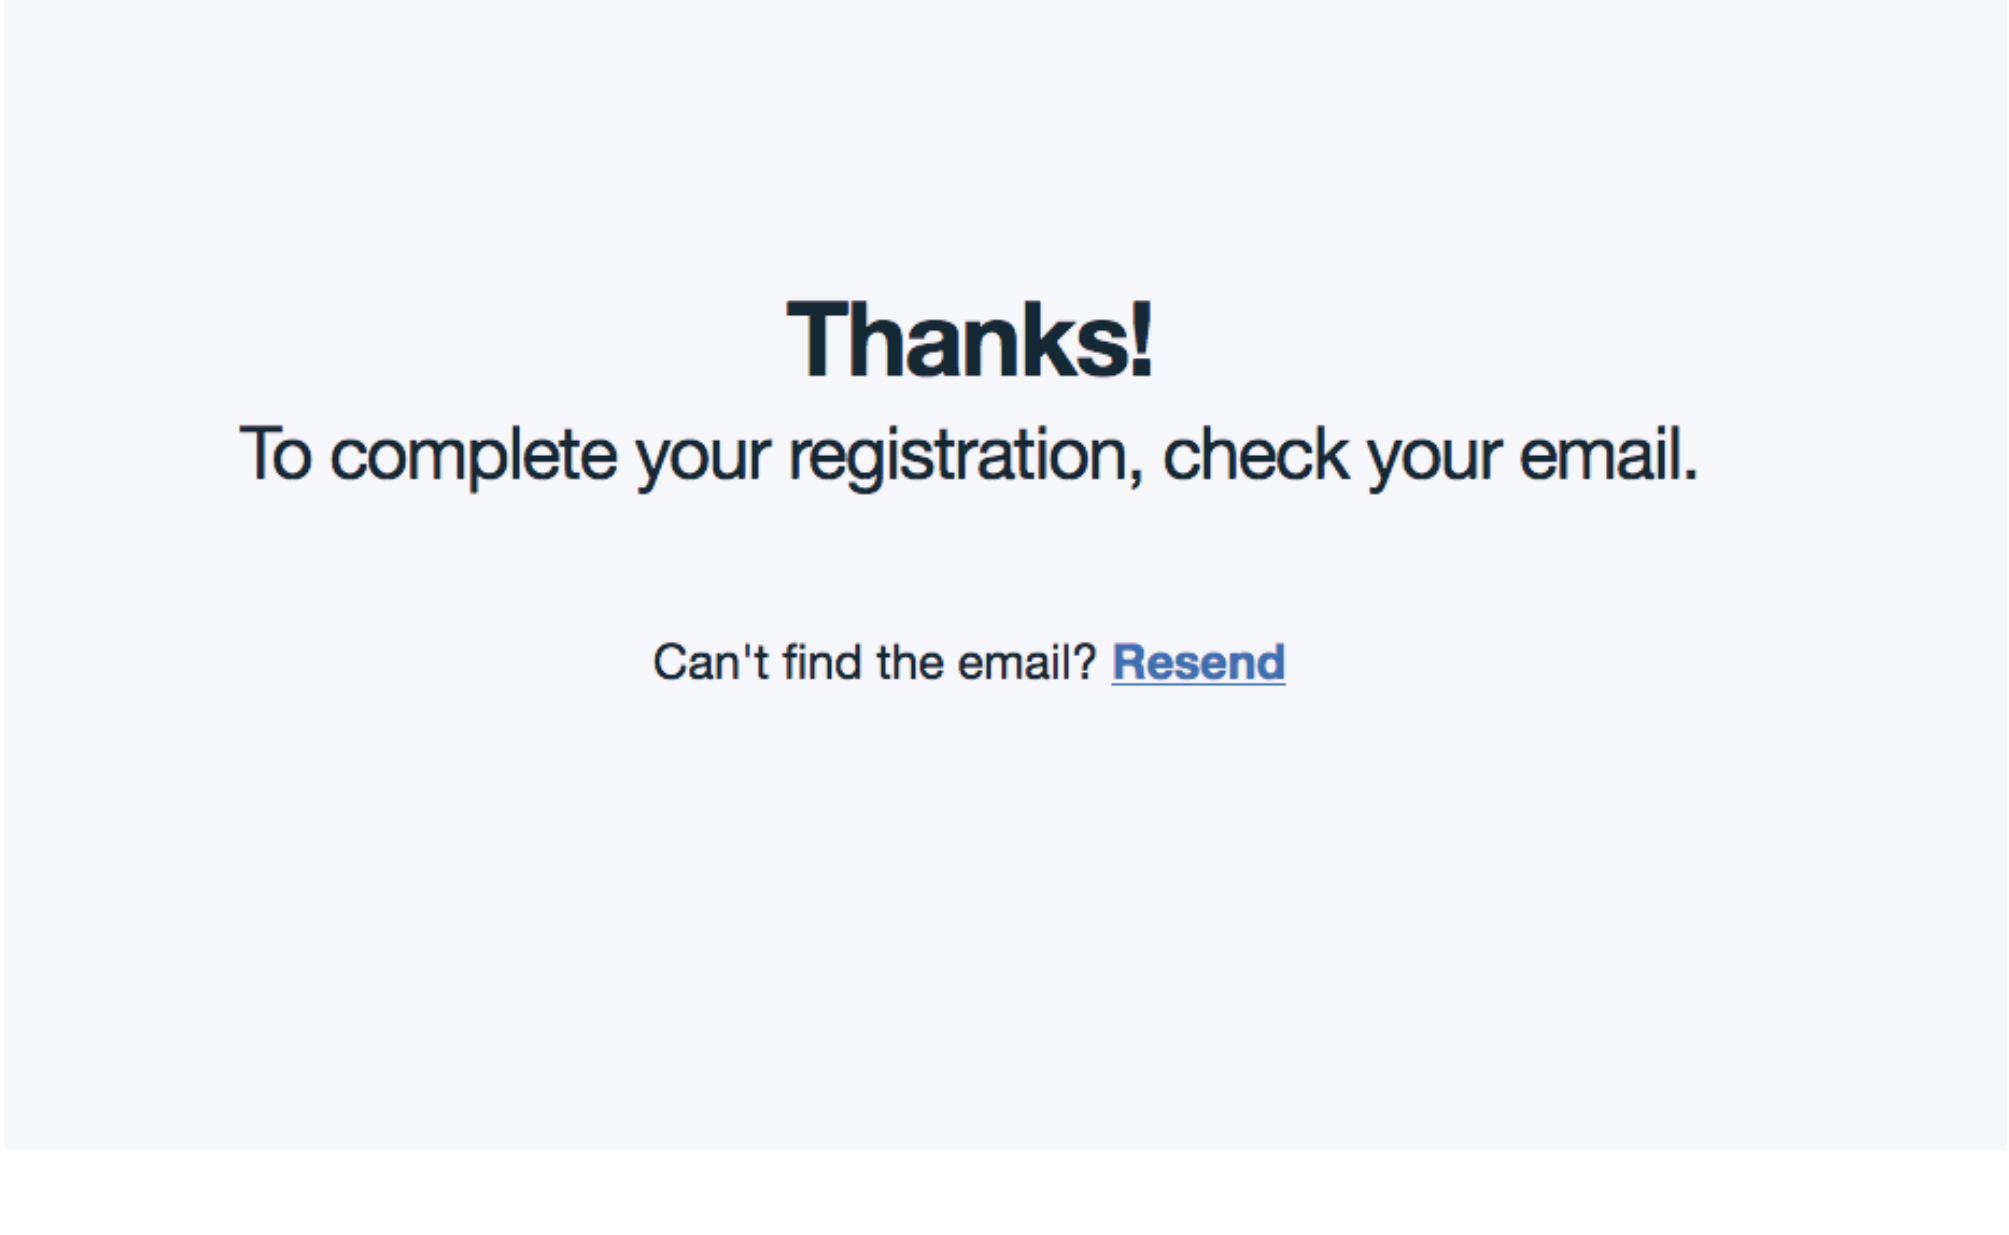 Thanks!
To complete your registration, check your email.
Can't find the email? Resend